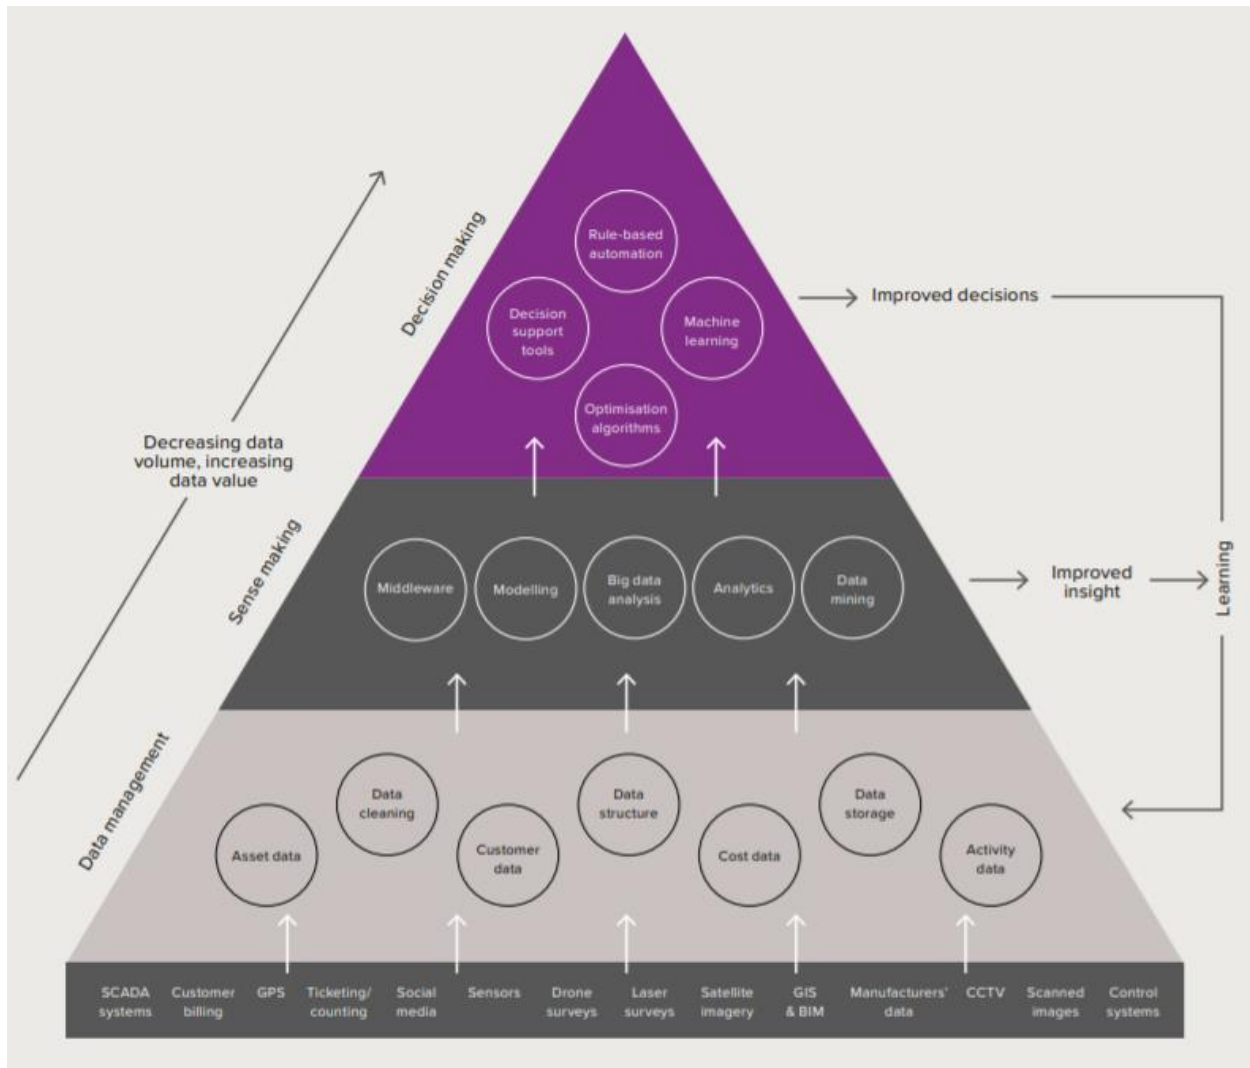 Rule-based
automation
Decision making
Decision
support
tools
Machine
learning
Improved decisions
Optimisation
algorithms
Decreasing data
volume, increasing
data value
Sense making
Middleware
Modelling
Big data
analysis
Analytics
Data
mining
Improved
insight
Learning
Data management
Data
cleaning
Data
structure
Data
storage
Asset data
Customer
data
Cost data
Activity
data
SCADA
systems
Customer
billing
GPS
Ticketing/
counting
Social
media
Sensors
Drone
surveys
Laser
surveys
Satellite
imagery
GIS
& BIM
Manufacturers'
data
CCTV
Scanned
images
Control
systems